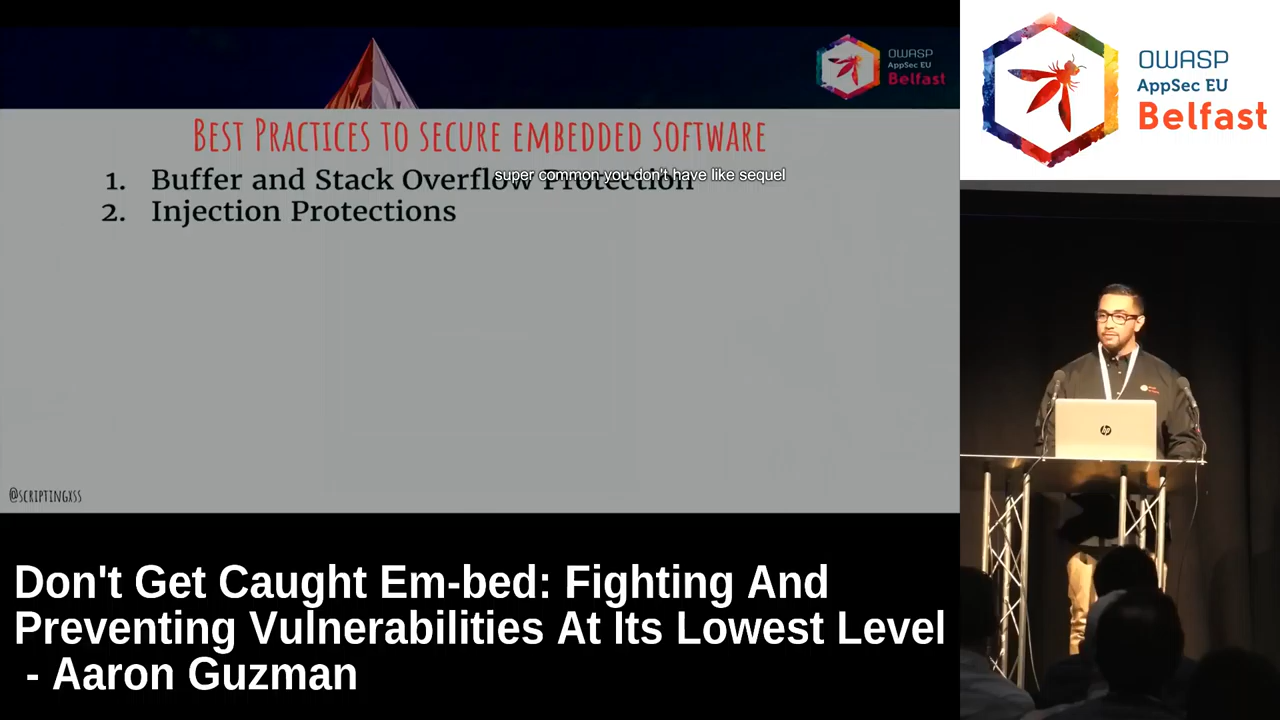 OWASP
AppSec EU
Belfast
OWASP
AppSec EU
Belfast
Best Practices to secure embedded software
1. Buffer and Stack Overflow Protection
super common you don't have like sequel
2. Injection Protections
@scriptingxss
hp
Don't Get Caught Em-bed: Fighting And
Preventing Vulnerabilities At Its Lowest Level
- Aaron Guzman